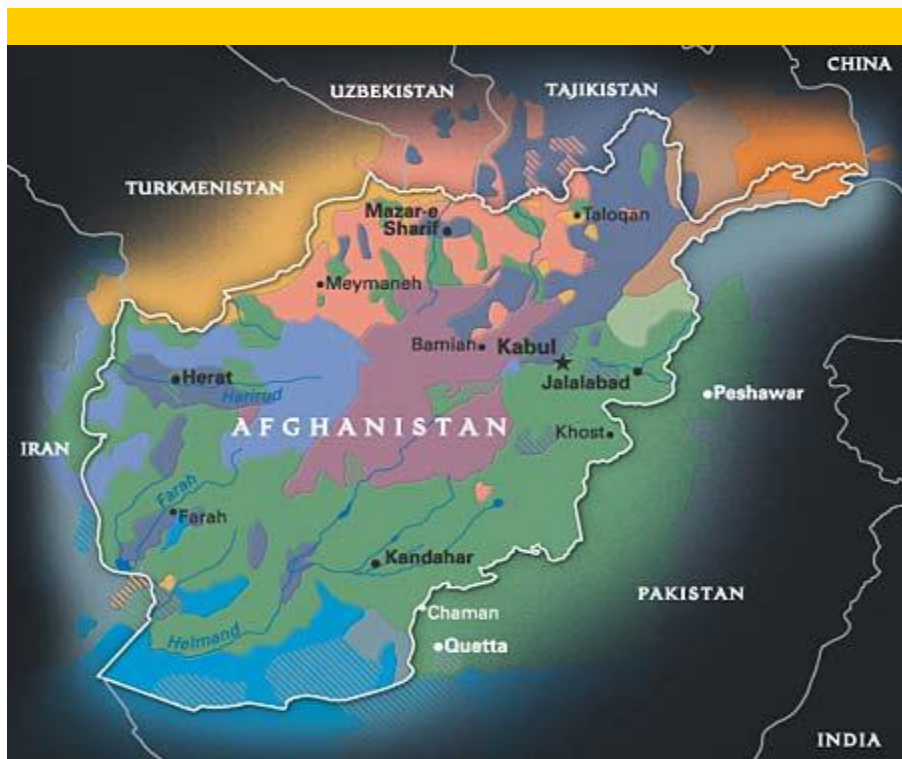 CHINA
UZBEKISTAN
TAJIKISTAN
TURKMENISTAN
Mazar-e
Sharif
Taloqan
Meymaneh
Bamian
Kabul
Herat
Harirud
Jalalabad
Peshawar
AFGHANISTAN
Khost
IRAN
Farah
Farah
Kandahar
PAKISTAN
Chaman
Helmand
Quetta
INDIA